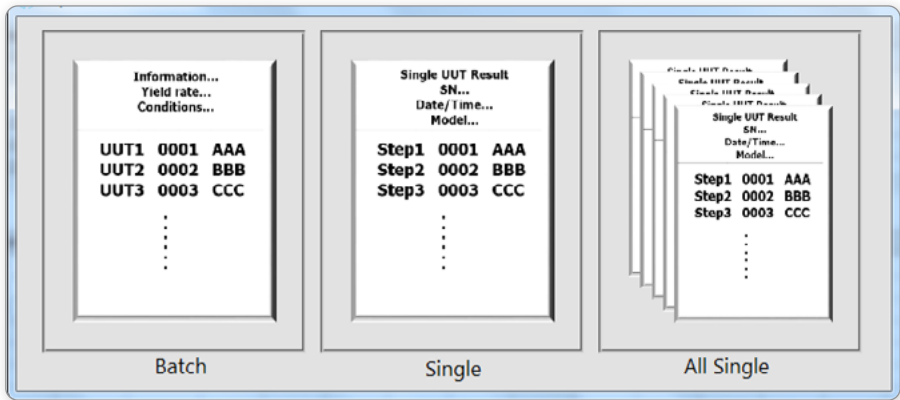 Information...
Yield rate...
Conditions...
UUT1 0001 AAA
UUT2 0002 BBB
UUT3 0003 CCC
Batch
Single UUT Result
SN...
Date/Time...
Model...
Step1 0001 AAA
Step2 0002 BBB
Step3 0003 CCC
Single
Single UUT Result
SN...
Date/Time...
Model...
Step1 0001 AAA
Step2 0002 BBB
Step3 0003 CCC
All Single